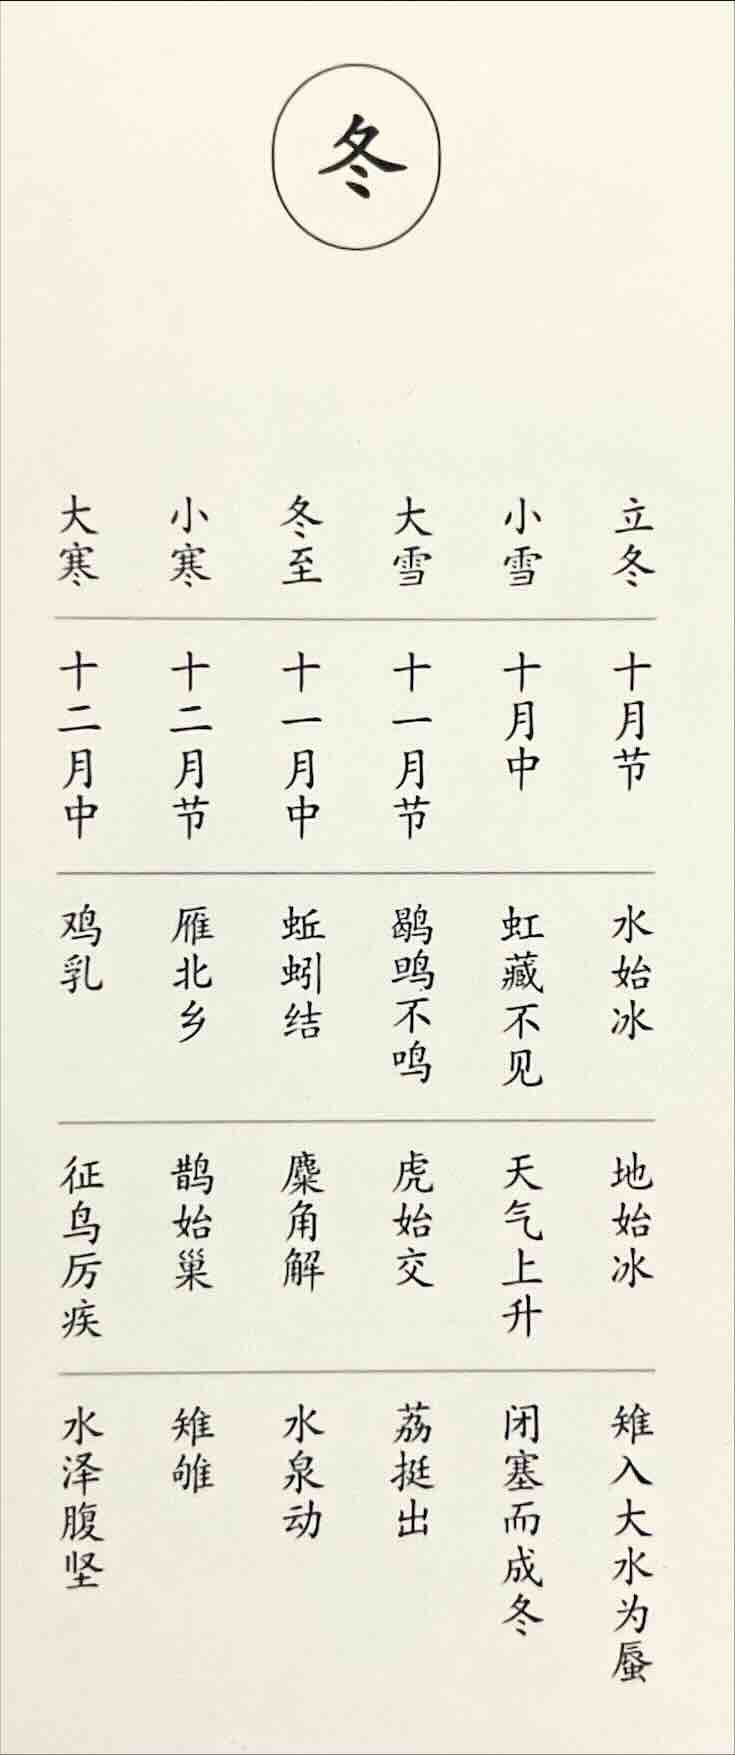 冬
立冬
十月节
水始冰
地始冰
雉入大水为蜃
小雪
十月中
虹藏不见
天气上升
闭塞而成冬
大雪
十一月节
鹖鸣不鸣
虎始交
荔挺出
冬至
十一月中
蚯蚓结
麋角解
水泉动
小寒
十二月节
雁北乡
鹊始巢
雉雊
大寒
十二月中
鸡乳
征鸟厉疾
水泽腹坚